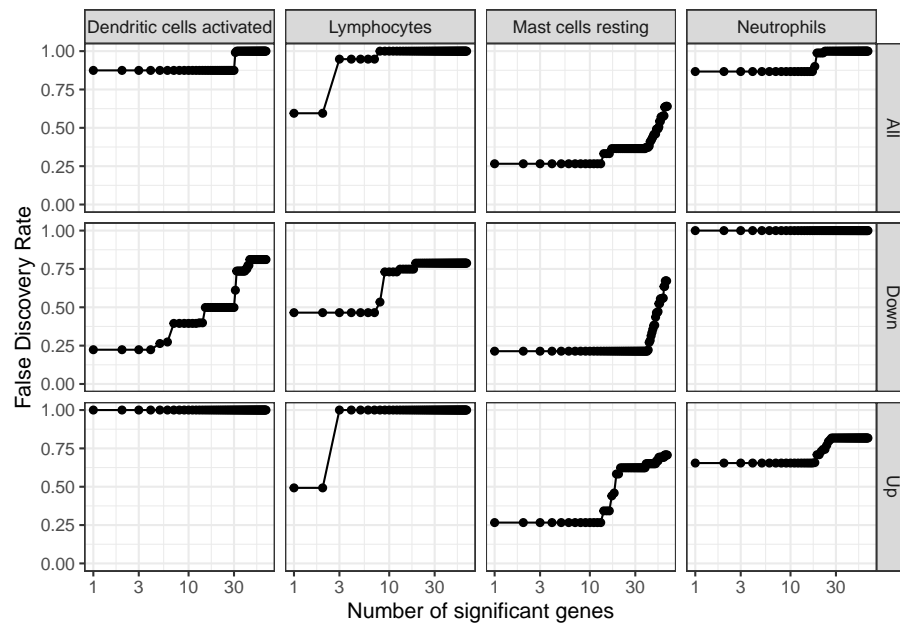 Dendritic cells activated
Lymphocytes
Mast cells resting
Neutrophils
1.00
0.75
0.50
0.25
0.00
All
1.00
0.75
0.50
0.25
0.00
Down
1.00
0.75
0.50
0.25
0.00
Up
False Discovery Rate
1 3 10 30
1 3 10 30
1 3 10 30
1 3 10 30
Number of significant genes